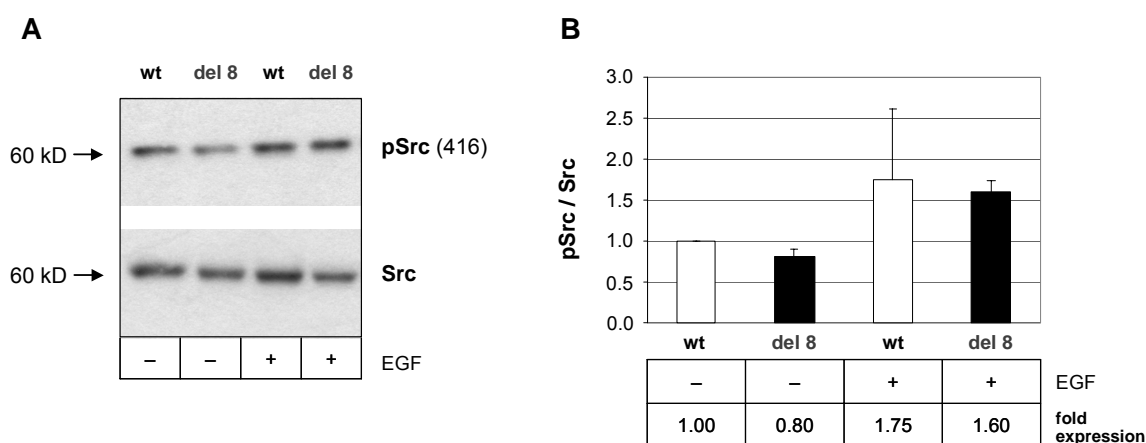 A
wt del 8 wt del 8
60 kD pSrc (416)
60 kD Src
– – + + EGF
B
3.0
2.5
2.0
1.5
1.0
0.5
0.0
pSrc / Src
wt del 8 wt del 8
– – + + EGF
1.00 0.80 1.75 1.60 fold
expression